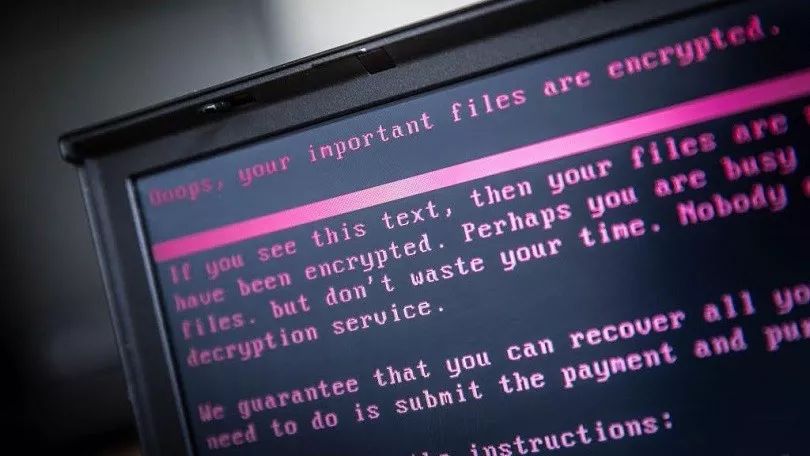 Ooops, your important files are encrypted.
If you see this text, then your files are
have been encrypted. Perhaps you are busy
files. but don't waste your time. Nobody
decryption service.
We guarantee that you can recover all yo
need to do is submit the payment and pu
instructions: